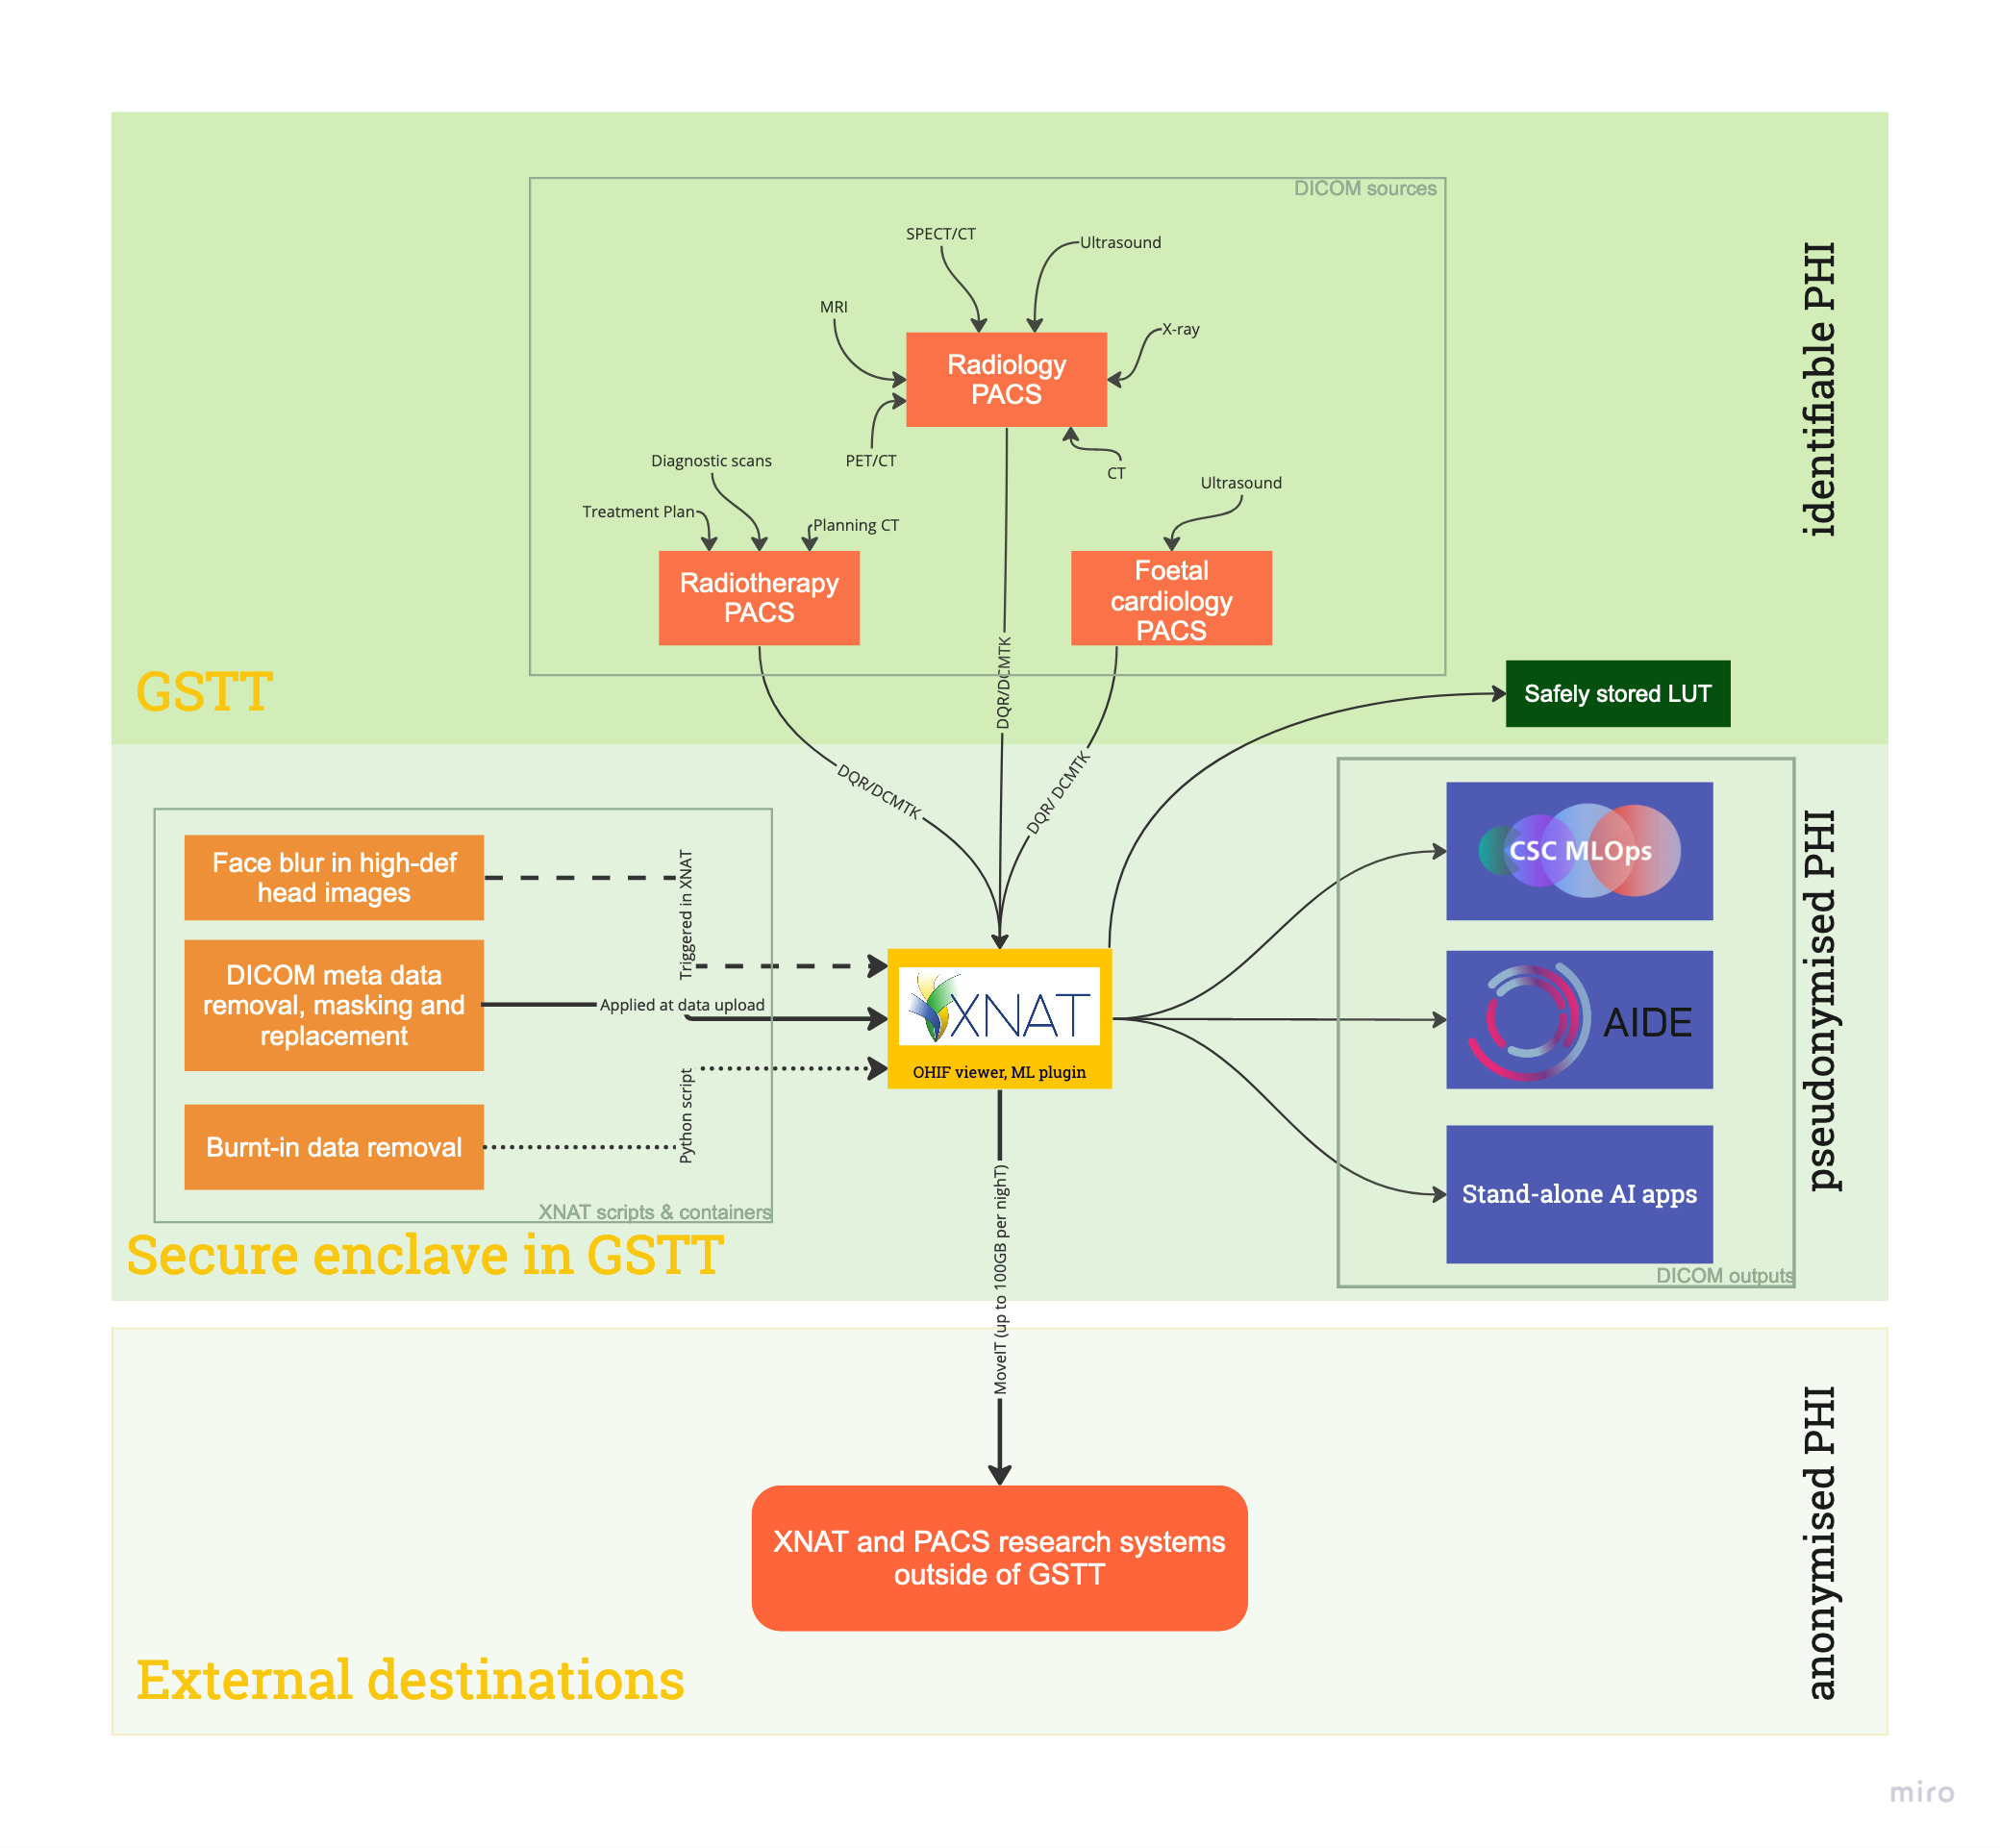 DICOM sources
identifiable PHI
SPECT/CT
Ultrasound
MRI
X-ray
Radiology
PACS
PET/CT
CT
Diagnostic scans
Treatment Plan
Planning CT
Ultrasound
Radiotherapy
PACS
Foetal
cardiology
PACS
DQR/DCMTK
GSTT
Safely stored LUT
DQR/DCMTK
DQR/ DCMTK
pseudonymised PHI
Face blur in high-def
head images
Triggered in XNAT
DICOM meta data
removal, masking and
replacement
Applied at data upload
Burnt-in data removal
Python script
XNAT scripts & containers
XNAT
OHIF viewer, ML plugin
CSC MLOps
AIDE
Stand-alone AI apps
DICOM outputs
Secure enclave in GSTT
MoveIT (up to 100GB per nighT)
anonymised PHI
XNAT and PACS research systems
outside of GSTT
External destinations
miro